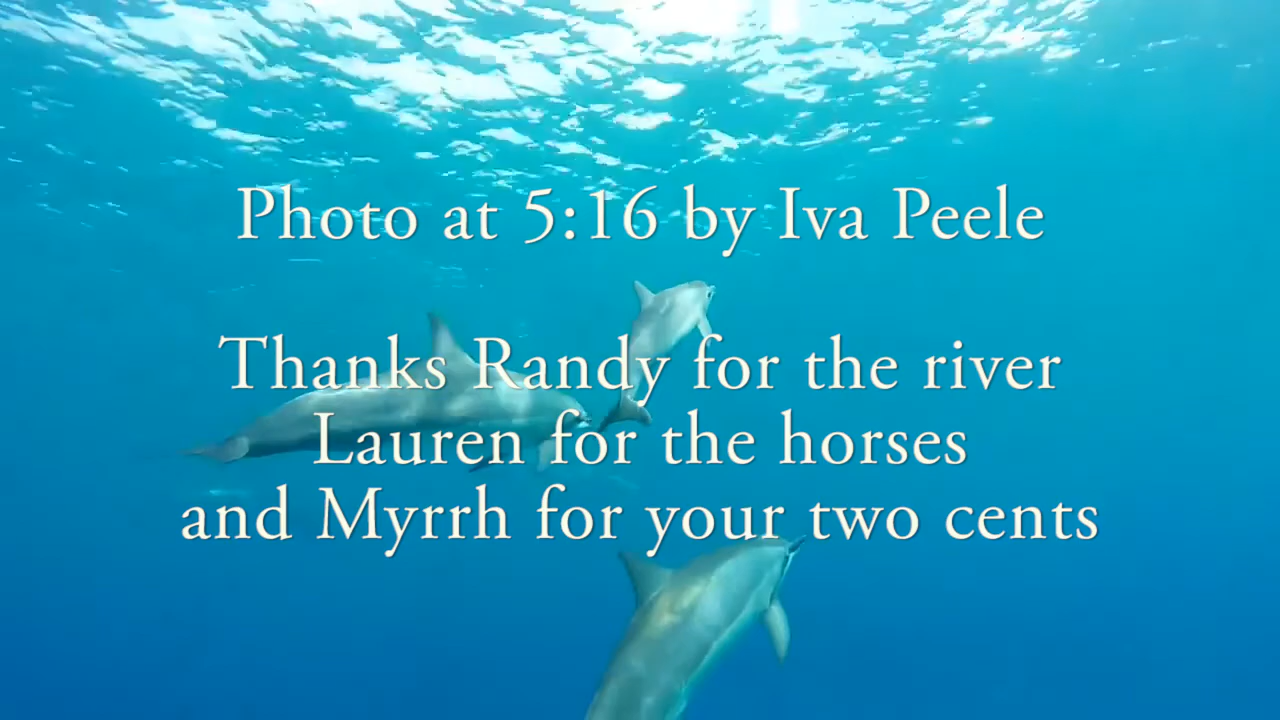 Photo at 5:16 by Iva Peele
Thanks Randy for the river
Lauren for the horses
and Myrrh for your two cents